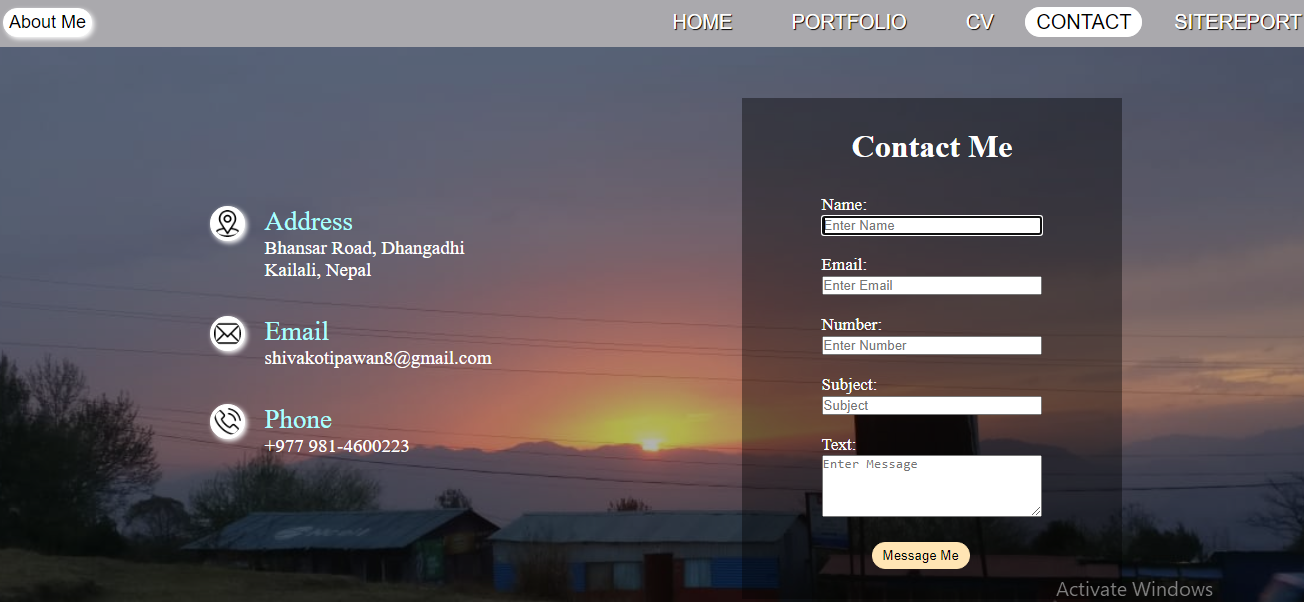 About Me
HOME
PORTFOLIO
CV
CONTACT
SITEREPORT
Address
Bhansar Road, Dhangadhi
Kailali, Nepal
Email
shivakotipawan8@gmail.com
Phone
+977 981-4600223
Contact Me
Name:
Enter Name
Email:
Enter Email
Number:
Enter Number
Subject:
Subject
Text:
Enter Message
Message Me
Activate Windows